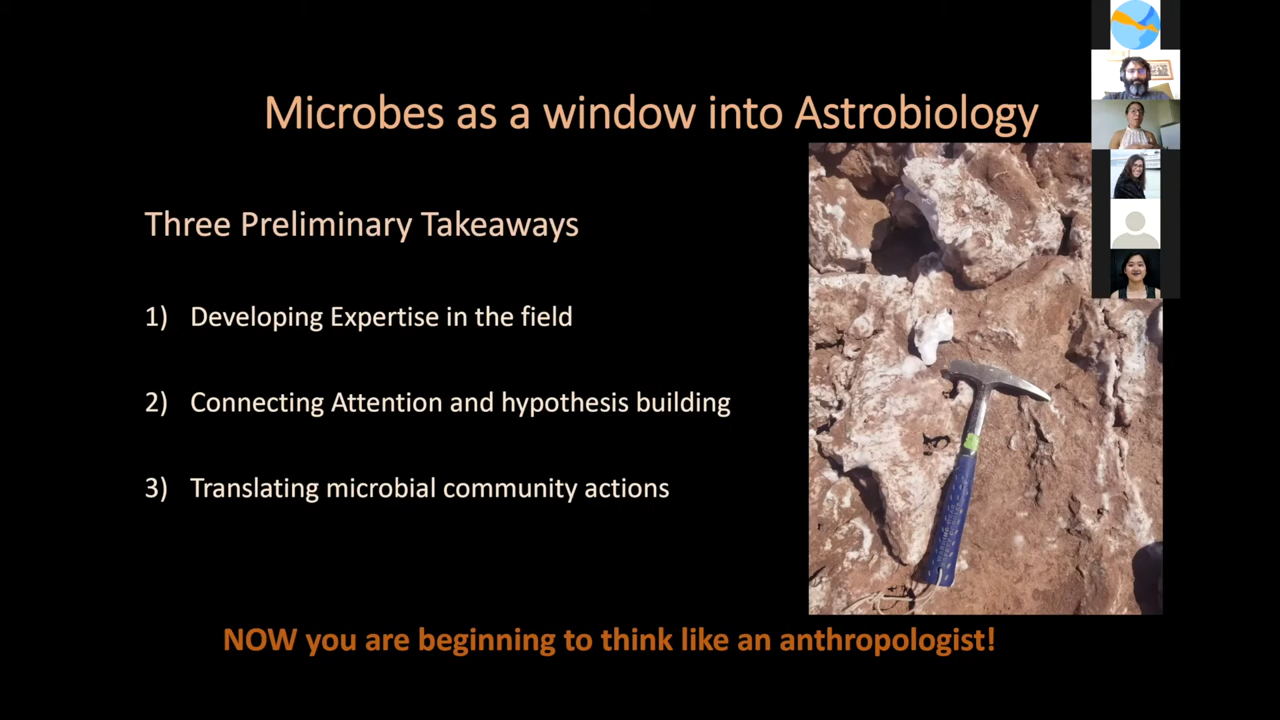 Microbes as a window into Astrobiology
Three Preliminary Takeaways
1) Developing Expertise in the field
2) Connecting Attention and hypothesis building
3) Translating microbial community actions
NOW you are beginning to think like an anthropologist!